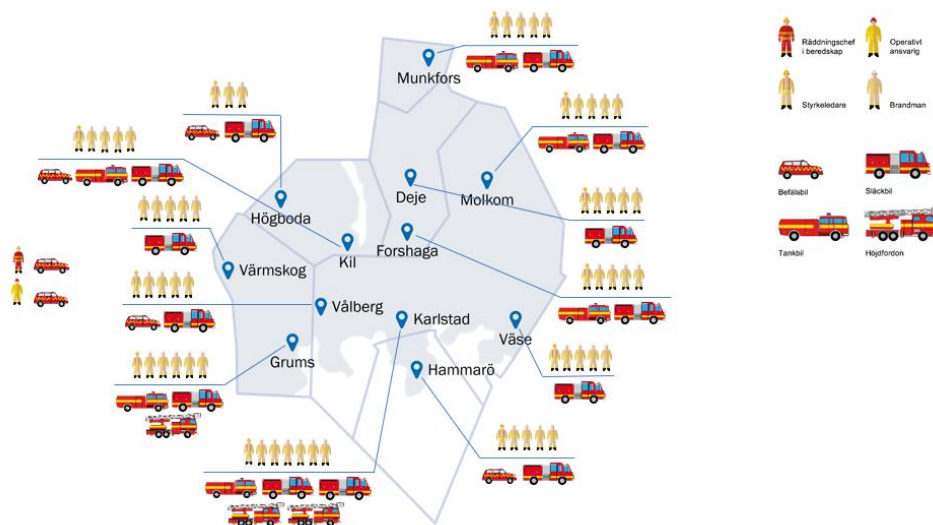 Munkfors
Räddningschef
i beredskap
Operativt
ansvarig
Styrkeledare
Brandman
Deje
Molkom
Högboda
Befälsbil
Släckbil
Forshaga
Kil
Värmskog
Tankbil
Höjdfordon
Vålberg
Karlstad
Väse
Grums
Hammarö